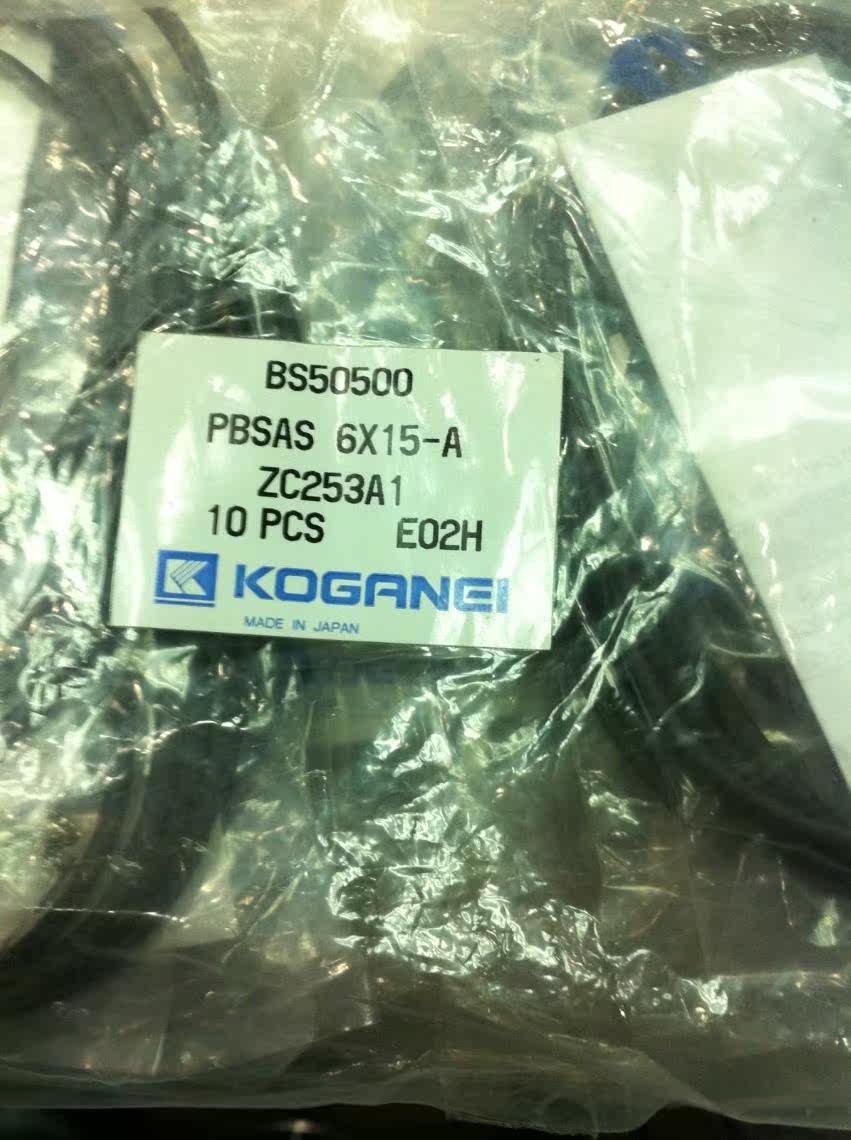 BS50500
PBSAS 6X15-A
ZC253A1
10 PCS E02H
KOGANEI
MADE IN JAPAN